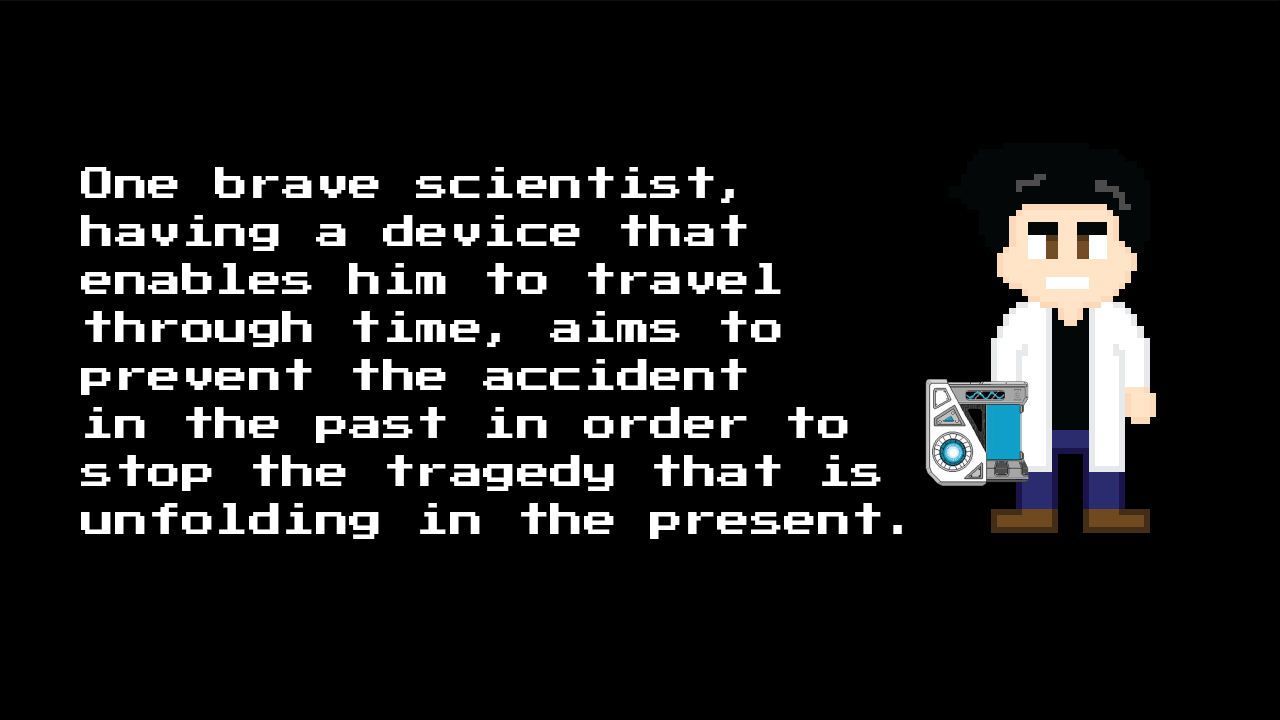 One brave scientist,
having a device that
enables him to travel
through time, aims to
prevent the accident
in the past in order to
stop the tragedy that is
unfolding in the present.